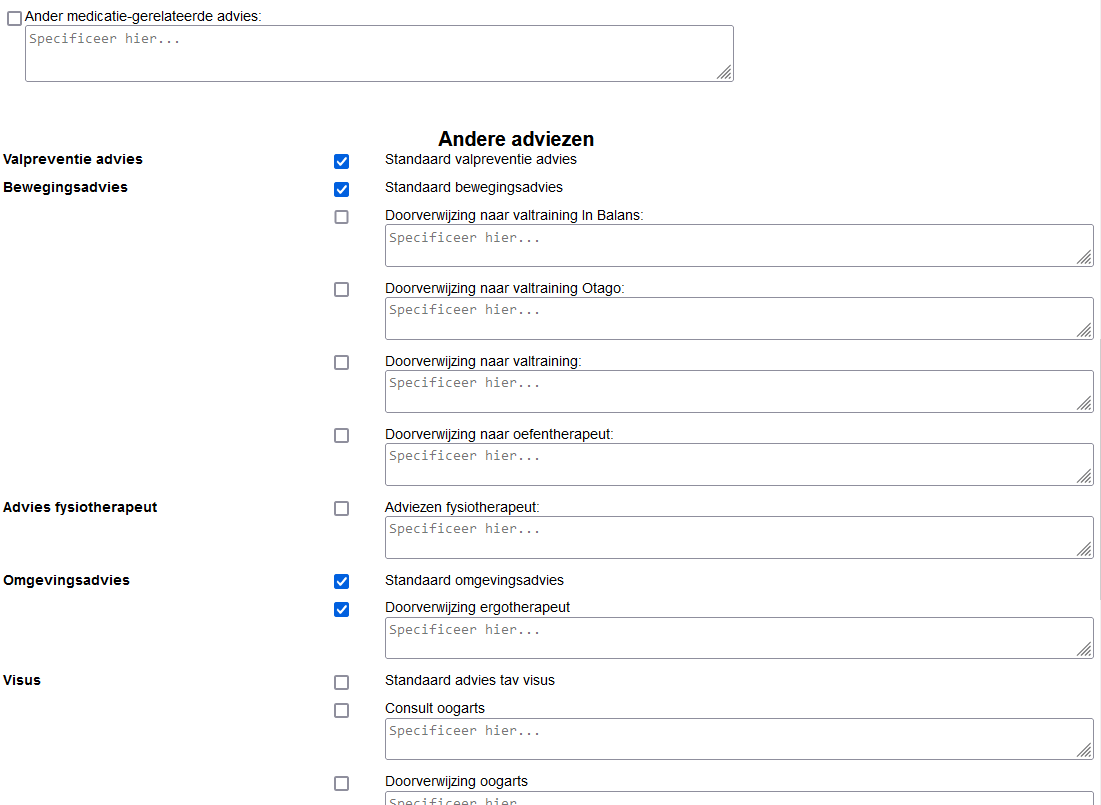 Ander medicatie-gerelateerde advies:
Specificeer hier...
Andere adviezen
Valpreventie advies Standaard valpreventie advies
Bewegingsadvies Standaard bewegingsadvies
Doorverwijzing naar valtraining In Balans:
Specificeer hier...
Doorverwijzing naar valtraining Otago:
Specificeer hier...
Doorverwijzing naar valtraining:
Specificeer hier...
Doorverwijzing naar oefentherapeut:
Specificeer hier...
Advies fysiotherapeut Adviezen fysiotherapeut:
Specificeer hier...
Omgevingsadvies Standaard omgevingsadvies
Doorverwijzing ergotherapeut
Specificeer hier...
Visus Standaard advies tav visus
Consult oogarts
Specificeer hier...
Doorverwijzing oogarts
Specificeer hier